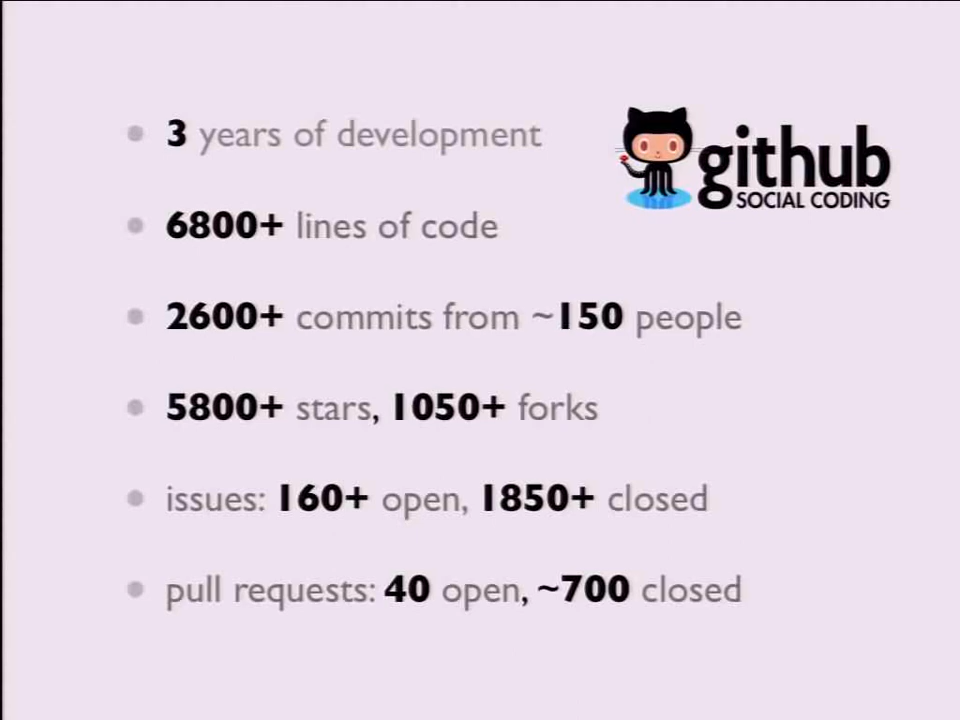 3 years of development
github
SOCIAL CODING
6800+ lines of code
2600+ commits from ~150 people
5800+ stars, 1050+ forks
issues: 160+ open, 1850+ closed
pull requests: 40 open, ~700 closed